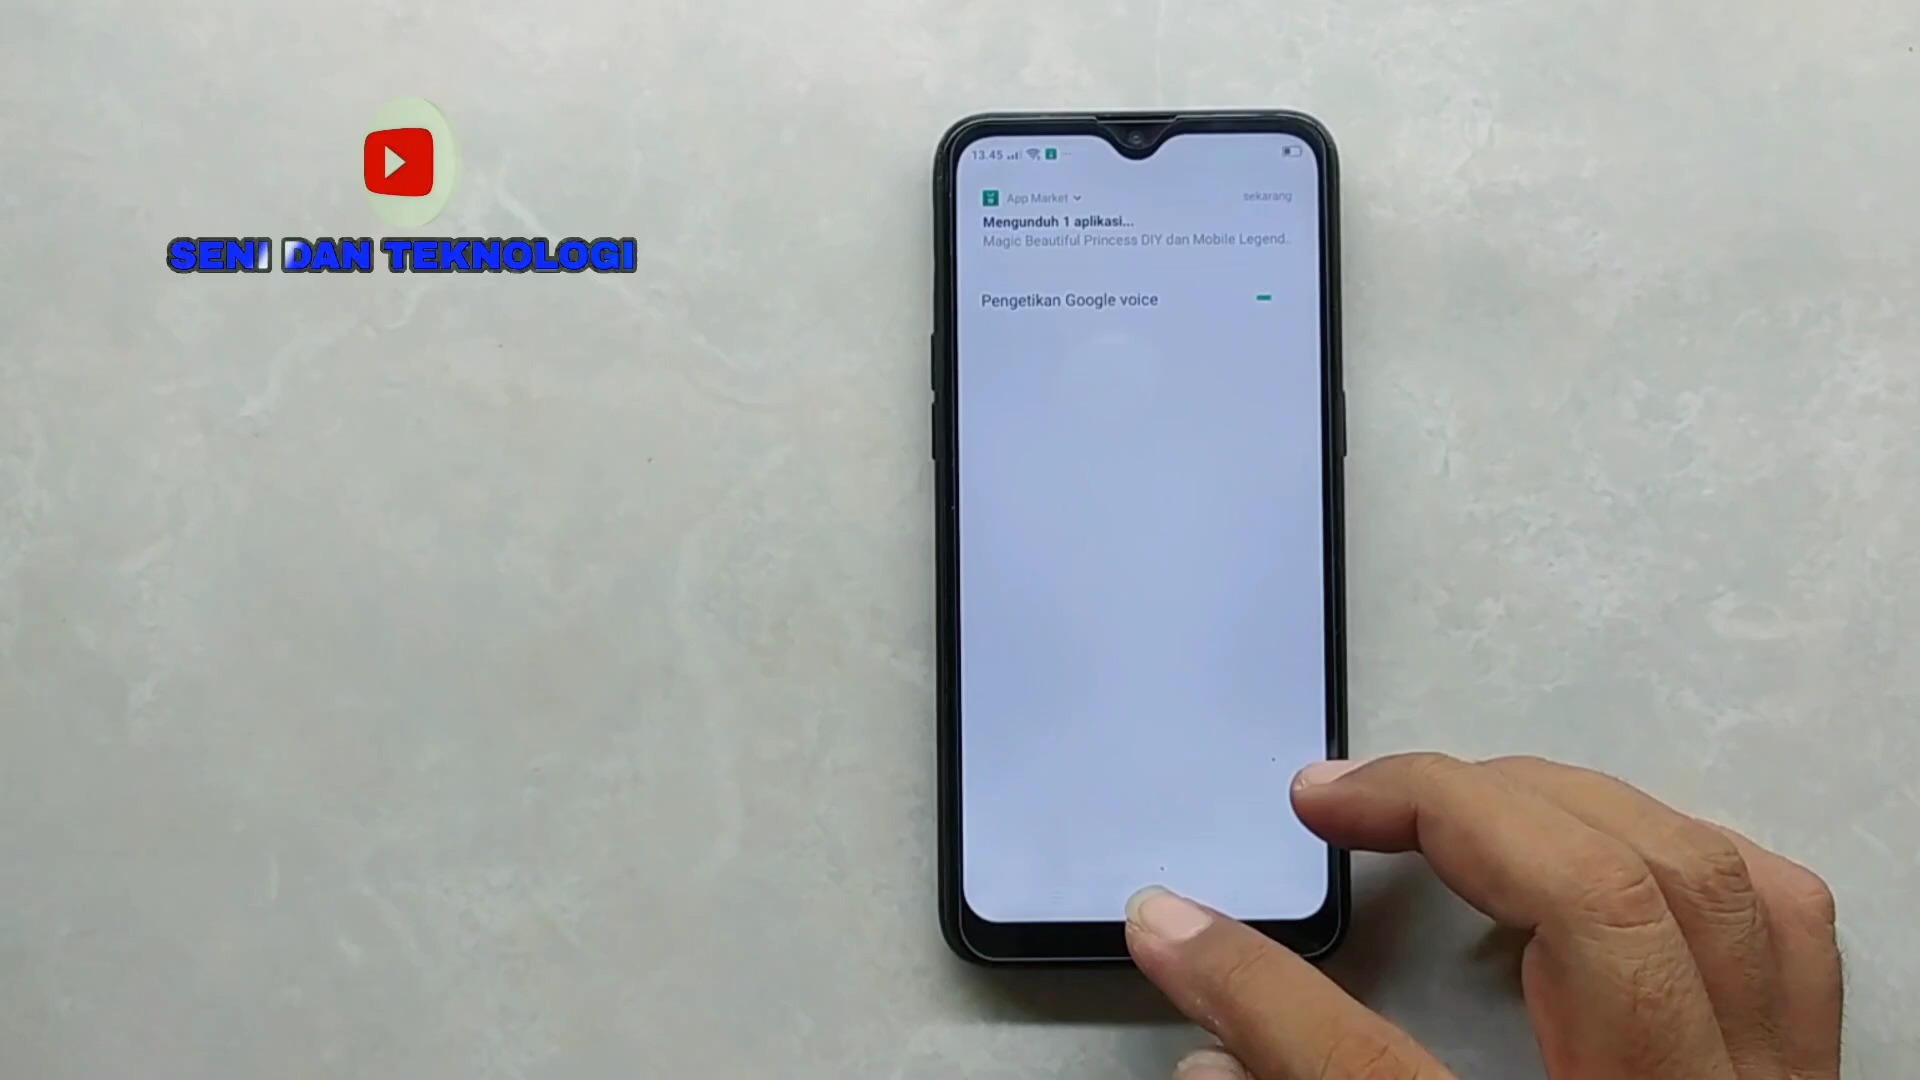 SENI DAN TEKNOLOGI
13.45
App Market
sekarang
Mengunduh 1 aplikasi...
Magic Beautiful Princess DIY dan Mobile Legend..
Pengetikan Google voice